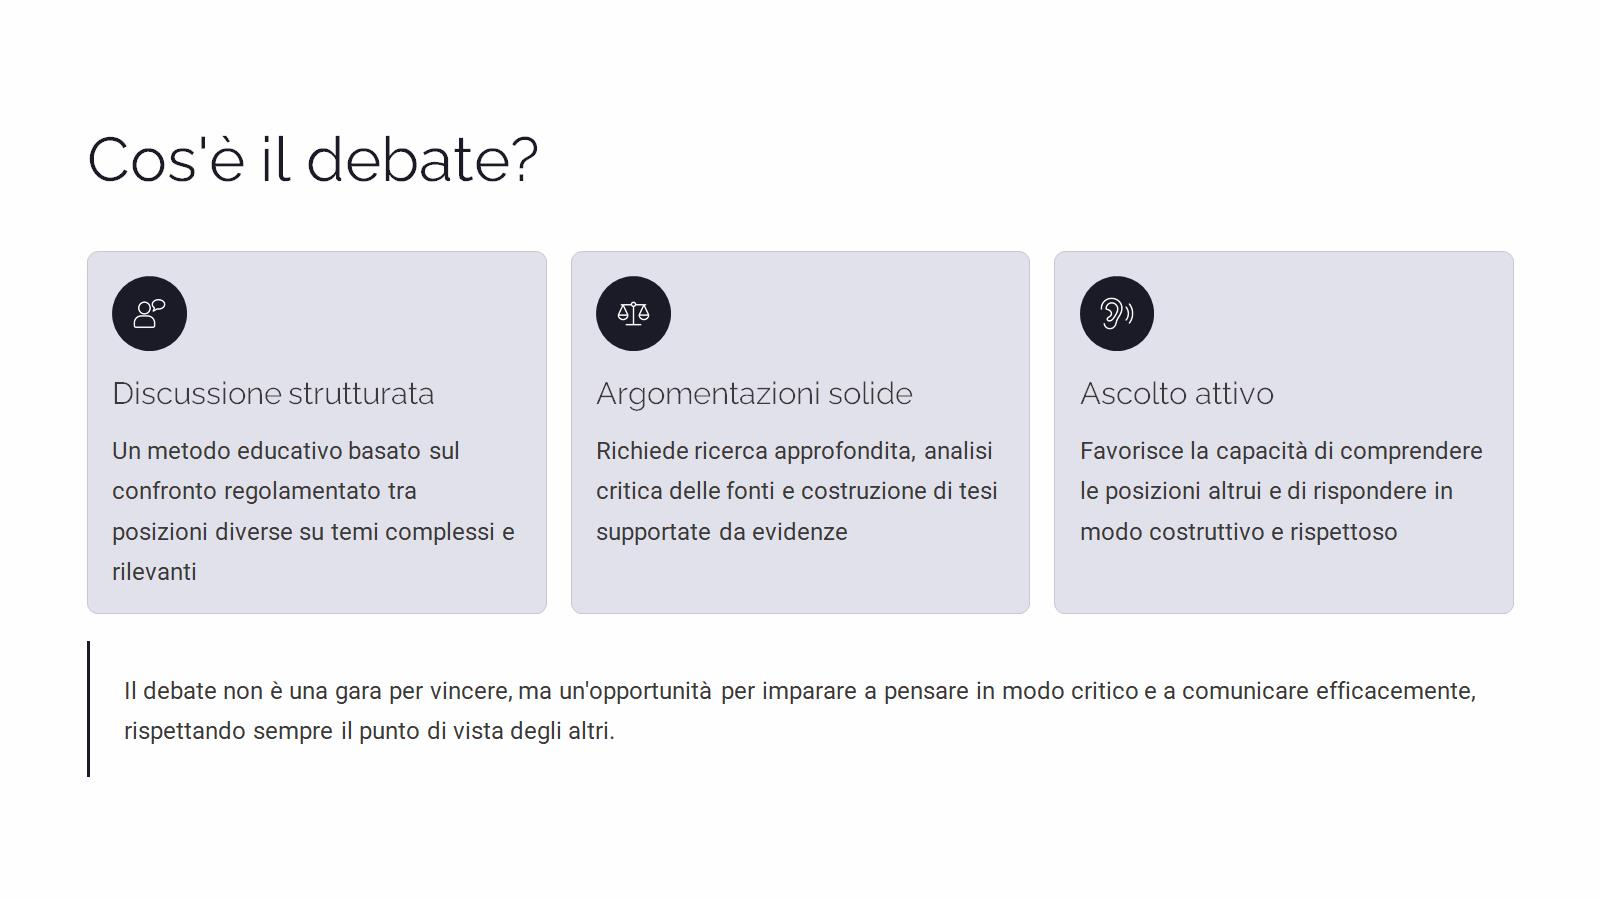 Cos'è il debate?
Discussione strutturata
Un metodo educativo basato sul
confronto regolamentato tra
posizioni diverse su temi complessi e
rilevanti
Argomentazioni solide
Richiede ricerca approfondita, analisi
critica delle fonti e costruzione di tesi
supportate da evidenze
Ascolto attivo
Favorisce la capacità di comprendere
le posizioni altrui e di rispondere in
modo costruttivo e rispettoso
Il debate non è una gara per vincere, ma un'opportunità per imparare a pensare in modo critico e a comunicare efficacemente,
rispettando sempre il punto di vista degli altri.